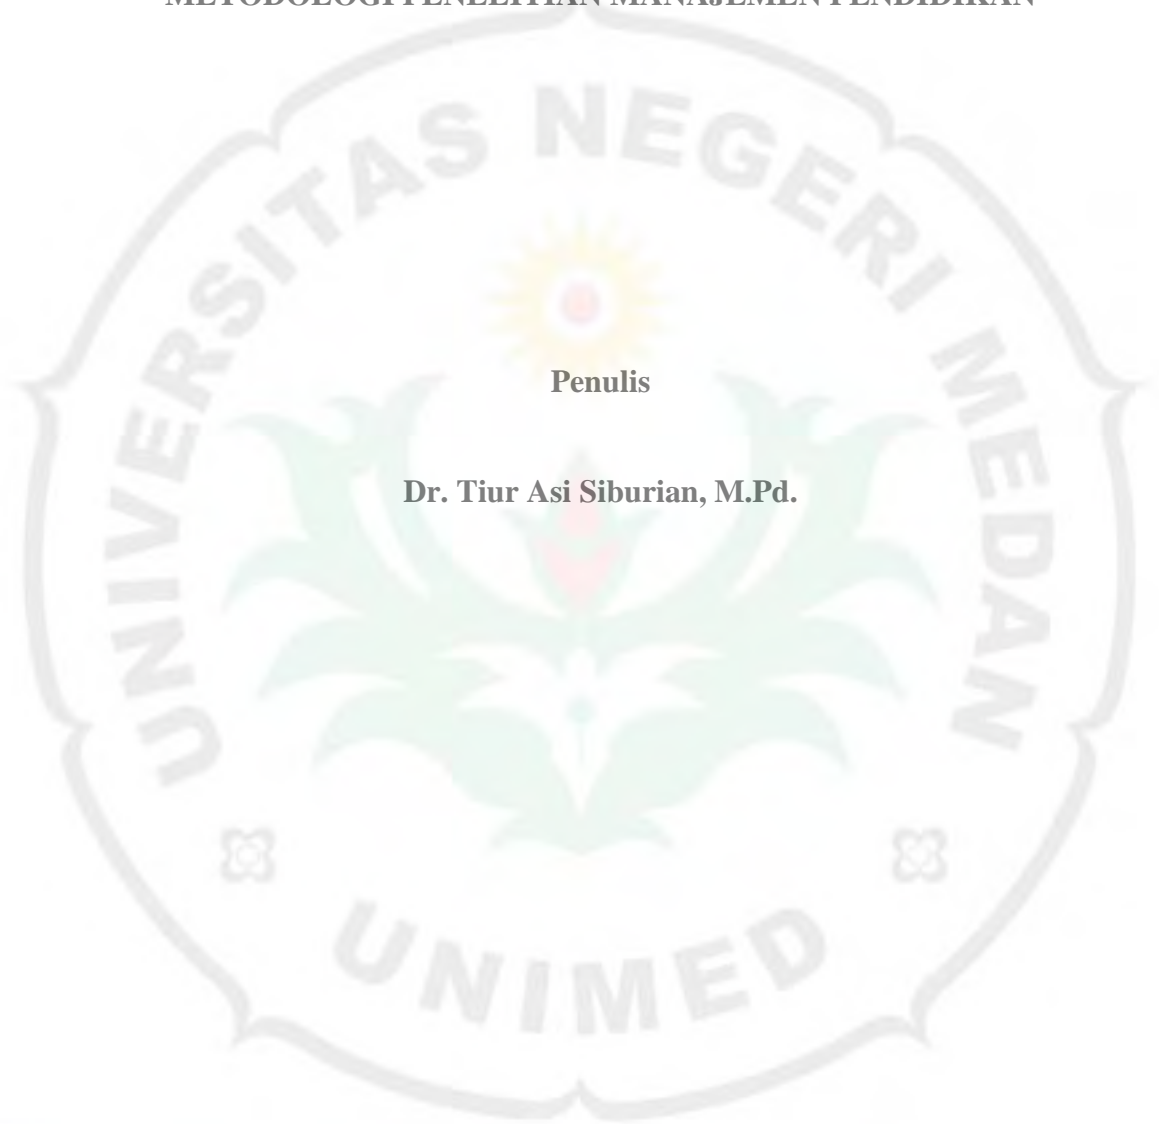 METODOLOGI PENELITIAN MANAJEMEN PENDIDIKAN
UNIVERSITAS NEGERI MEDAN
Penulis
Dr. Tiur Asi Siburian, M.Pd.
UNIMED